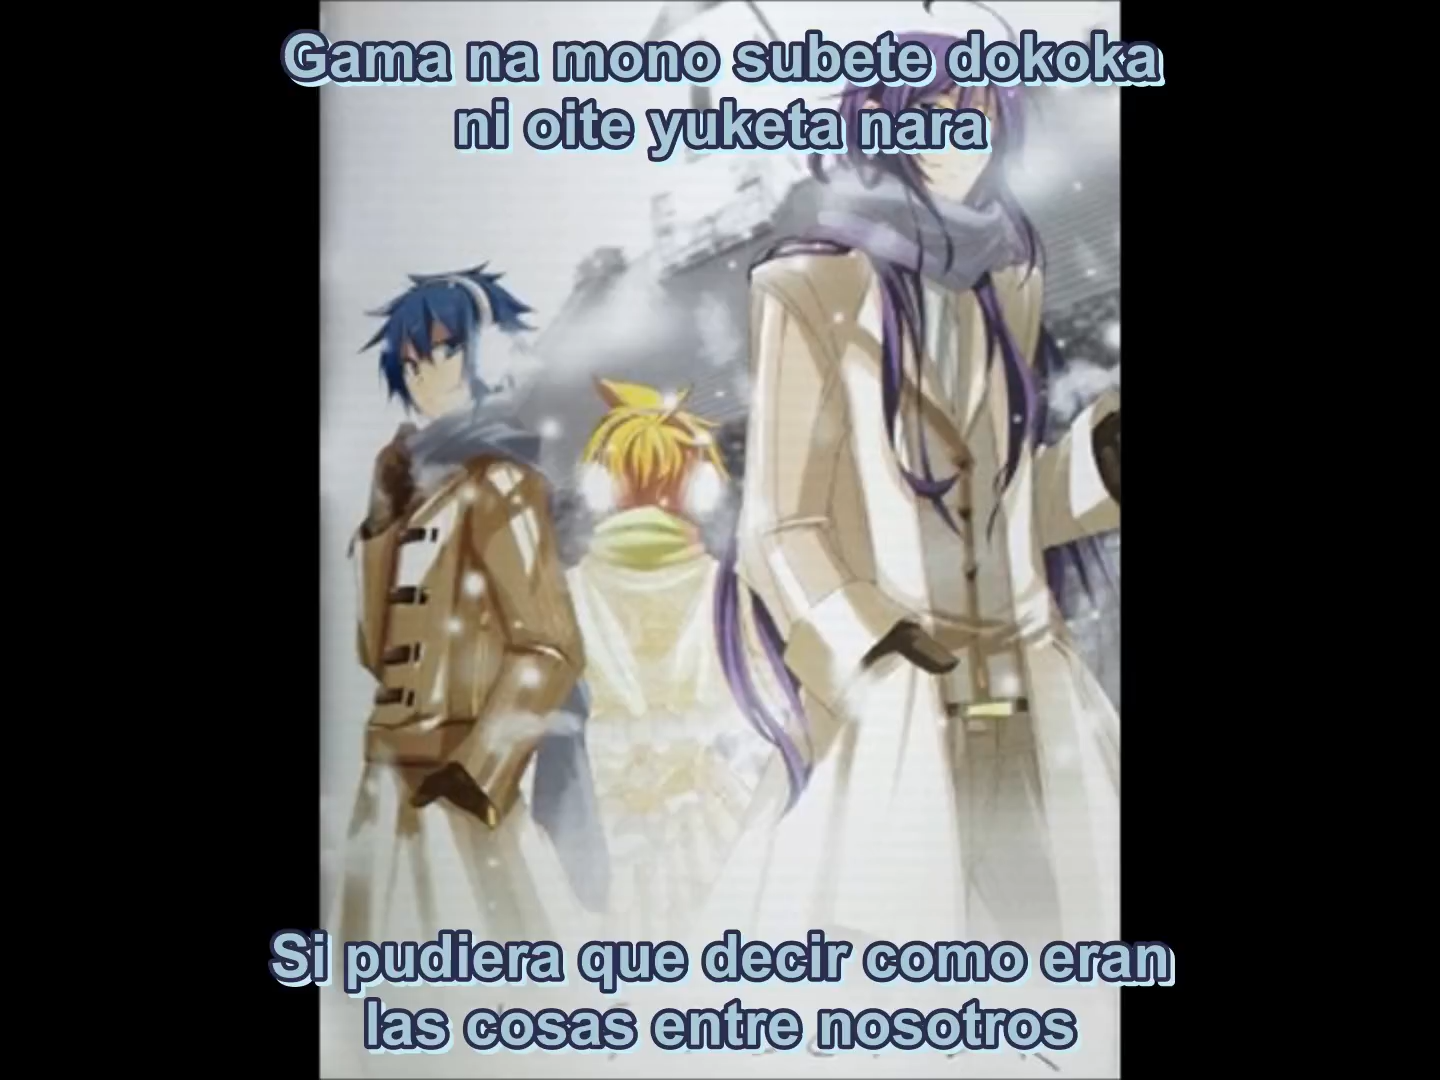 Gama na mono subete dokoka
ni oite yuketa nara
Si pudiera que decir como eran
las cosas entre nosotros